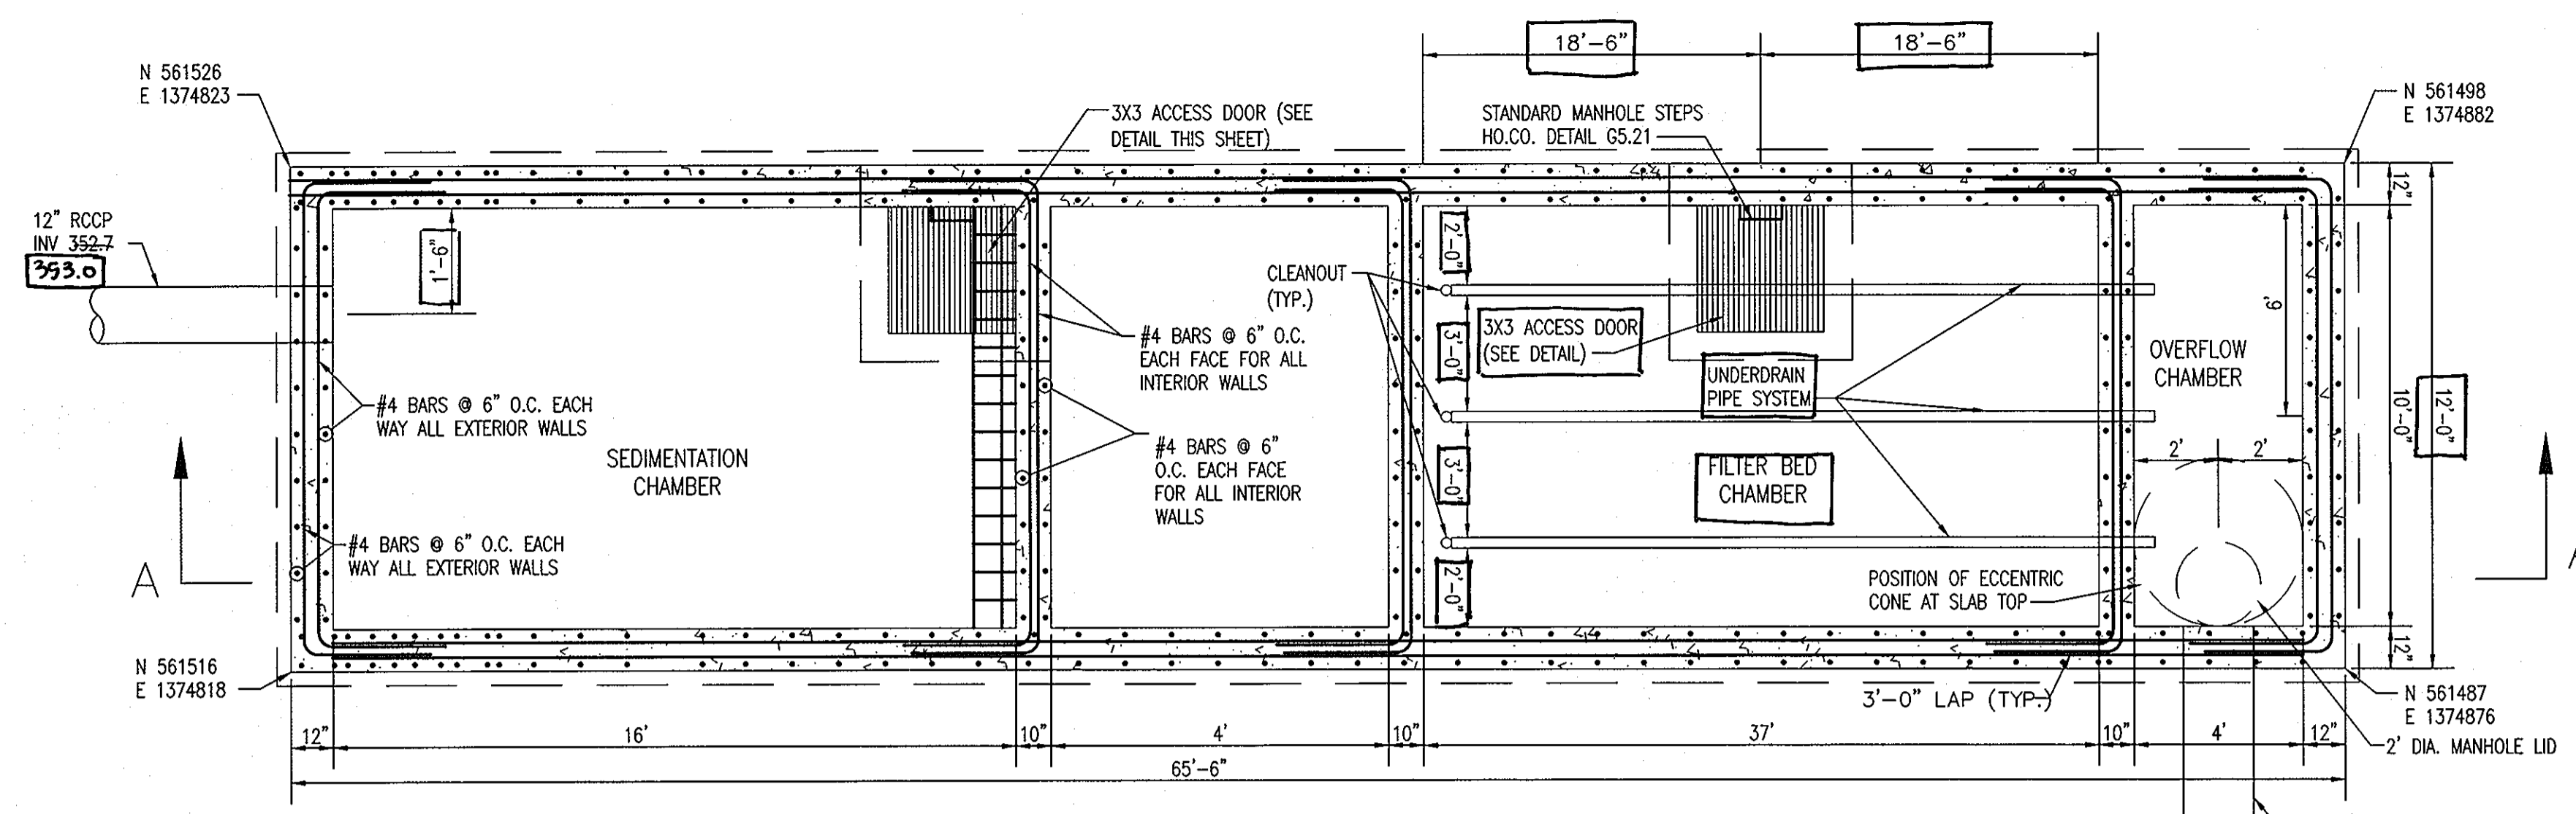 18'-6"
18'-6"
N 561526
E 1374823
3X3 ACCESS DOOR (SEE
DETAIL THIS SHEET)
STANDARD MANHOLE STEPS
HO.CO. DETAIL G5.21
N 561498
E 1374882
12" RCCP
INV 352.7
353.0
1'-6"
2'-0"
12"
CLEANOUT
(TYP.)
3X3 ACCESS DOOR
(SEE DETAIL)
3'-0"
#4 BARS @ 6" O.C.
EACH FACE FOR ALL
INTERIOR WALLS
UNDERDRAIN
PIPE SYSTEM
6'
OVERFLOW
CHAMBER
10'-0"
12'-0"
#4 BARS @ 6" O.C. EACH
WAY ALL EXTERIOR WALLS
SEDIMENTATION
CHAMBER
#4 BARS @ 6"
O.C. EACH FACE
FOR ALL INTERIOR
WALLS
3'-0"
FILTER BED
CHAMBER
2'
2'
#4 BARS @ 6" O.C. EACH
WAY ALL EXTERIOR WALLS
A
2'-0"
POSITION OF ECCENTRIC
CONE AT SLAB TOP
12"
N 561516
E 1374818
3'-0" LAP (TYP.)
N 561487
E 1374876
2' DIA. MANHOLE LID
12"
16'
10"
4'
10"
37'
10"
4'
12"
65'-6"